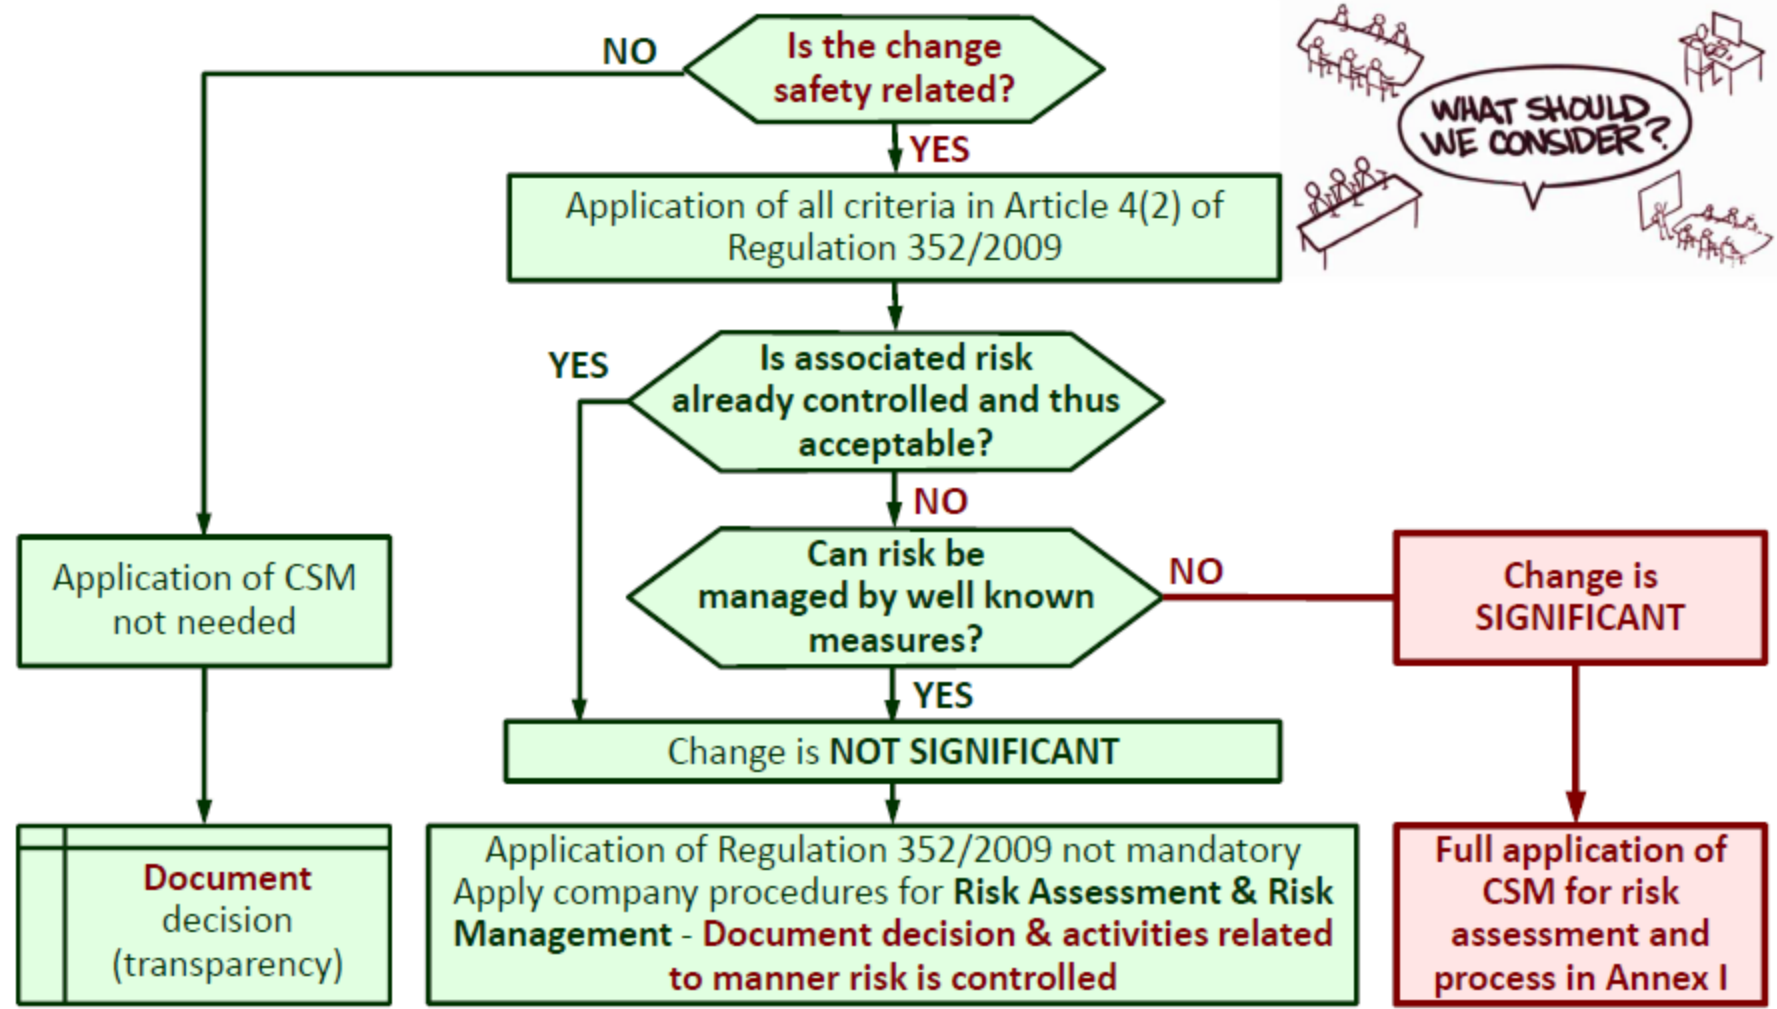 NO
Is the change
safety related?
WHAT SHOULD
WE CONSIDER?
YES
Application of all criteria in Article 4(2) of
Regulation 352/2009
YES
Is associated risk
already controlled and thus
acceptable?
NO
Can risk be
managed by well known
measures?
NO
Change is
SIGNIFICANT
Application of CSM
not needed
YES
Change is NOT SIGNIFICANT
Document
decision
(transparency)
Application of Regulation 352/2009 not mandatory
Apply company procedures for Risk Assessment & Risk
Management - Document decision & activities related
to manner risk is controlled
Full application of
CSM for risk
assessment and
process in Annex I